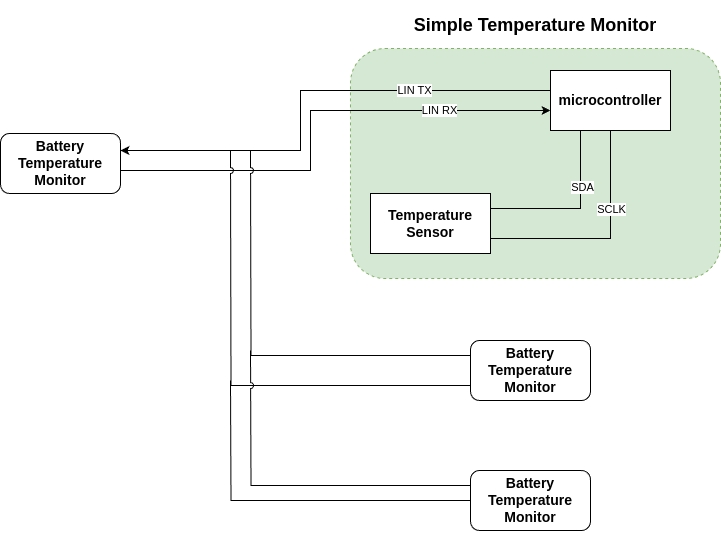 Simple Temperature Monitor
LIN TX
microcontroller
LIN RX
Battery
Temperature
Monitor
SDA
SCLK
Temperature
Sensor
Battery
Temperature
Monitor
Battery
Temperature
Monitor